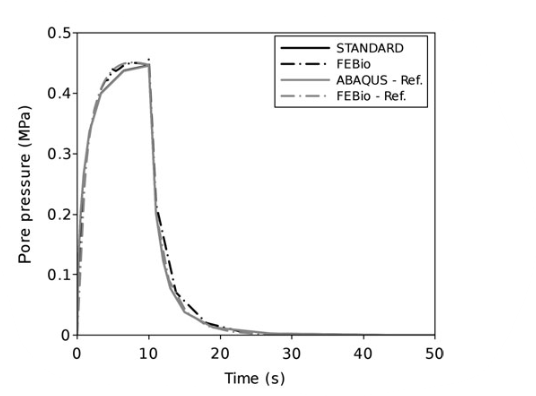 0.5
0.4
0.3
0.2
0.1
0
Pore pressure (MPa)
STANDARD
FEBio
ABAQUS - Ref.
FEBio - Ref.
0 10 20 30 40 50
Time (s)